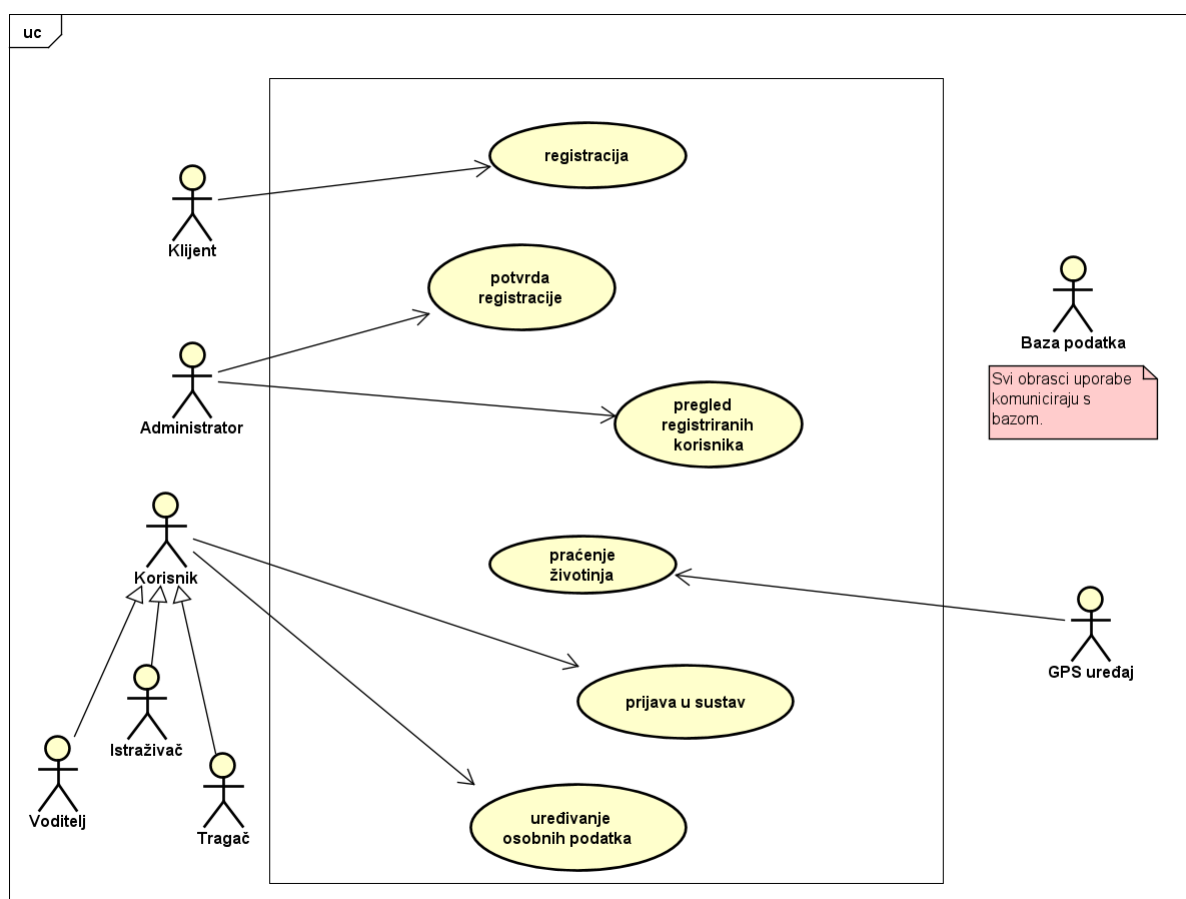 uc
registracija
Klijent
potvrda
registracije
Baza podatka
Svi obrasci uporabe
komuniciraju s
bazom.
Administrator
pregled
registriranih
korisnika
Korisnik
praćenje
životinja
GPS uređaj
prijava u sustav
Istraživač
Voditelj
Tragač
uređivanje
osobnih podatka